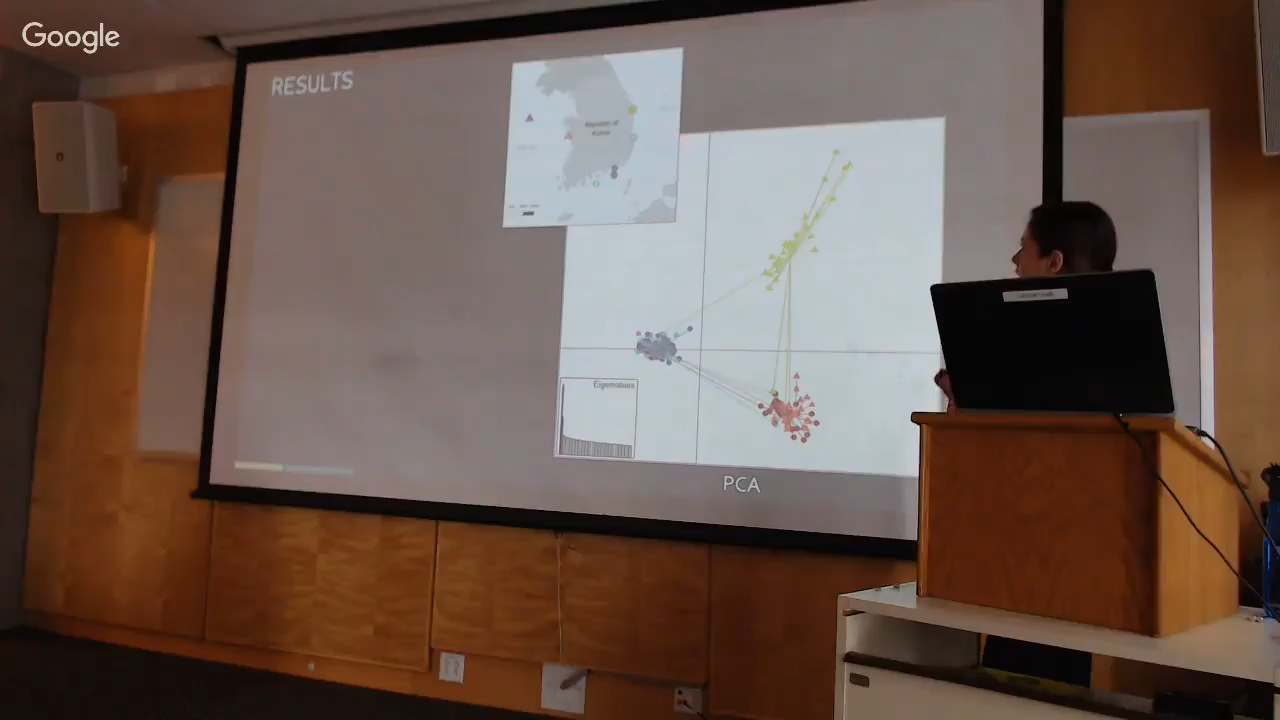 Google
RESULTS
Republic of
Korea
Eigenvalues
PCA